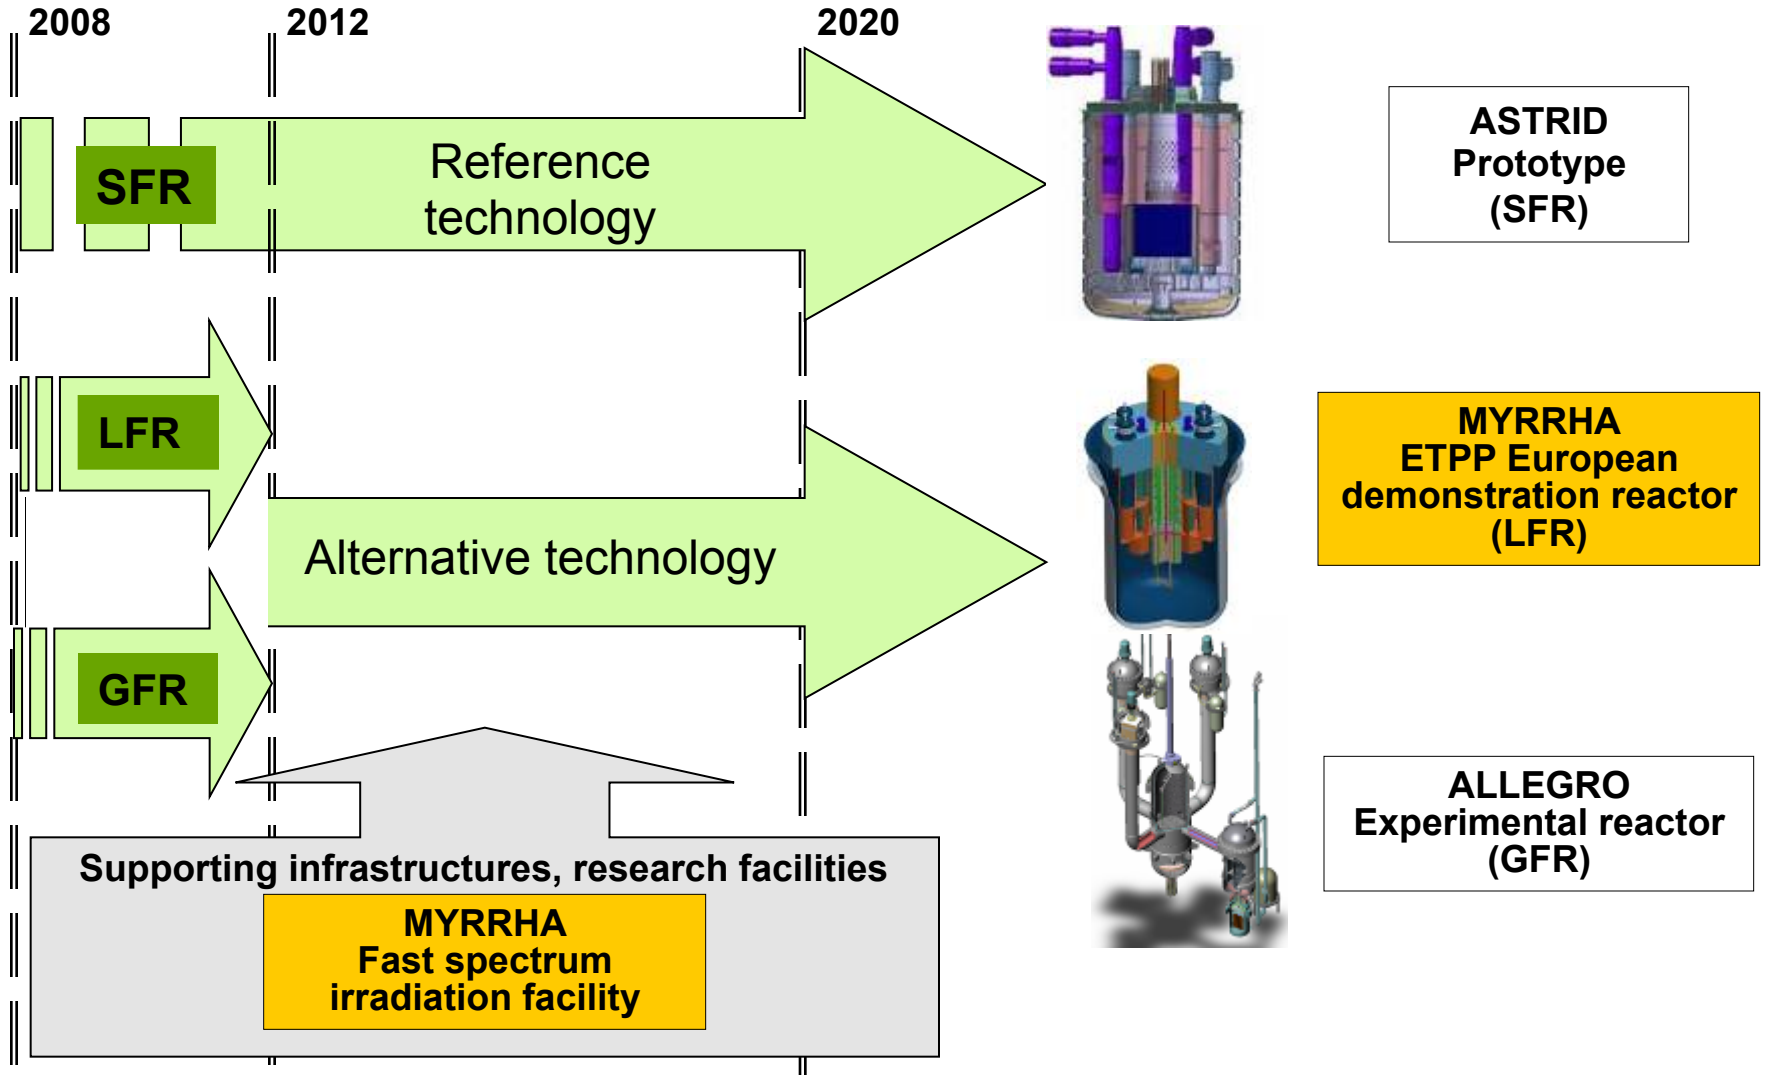 2008
2012
2020
SFR
Reference
technology
ASTRID
Prototype
(SFR)
LFR
MYRRHA
ETPP European
demonstration reactor
(LFR)
Alternative technology
GFR
ALLEGRO
Experimental reactor
(GFR)
Supporting infrastructures, research facilities
MYRRHA
Fast spectrum
irradiation facility